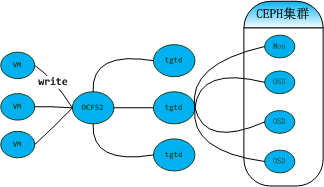 CEPH集群
VM
write
VM
VM
OCFS2
tgtd
tgtd
tgtd
Mon
OSD
OSD
OSD